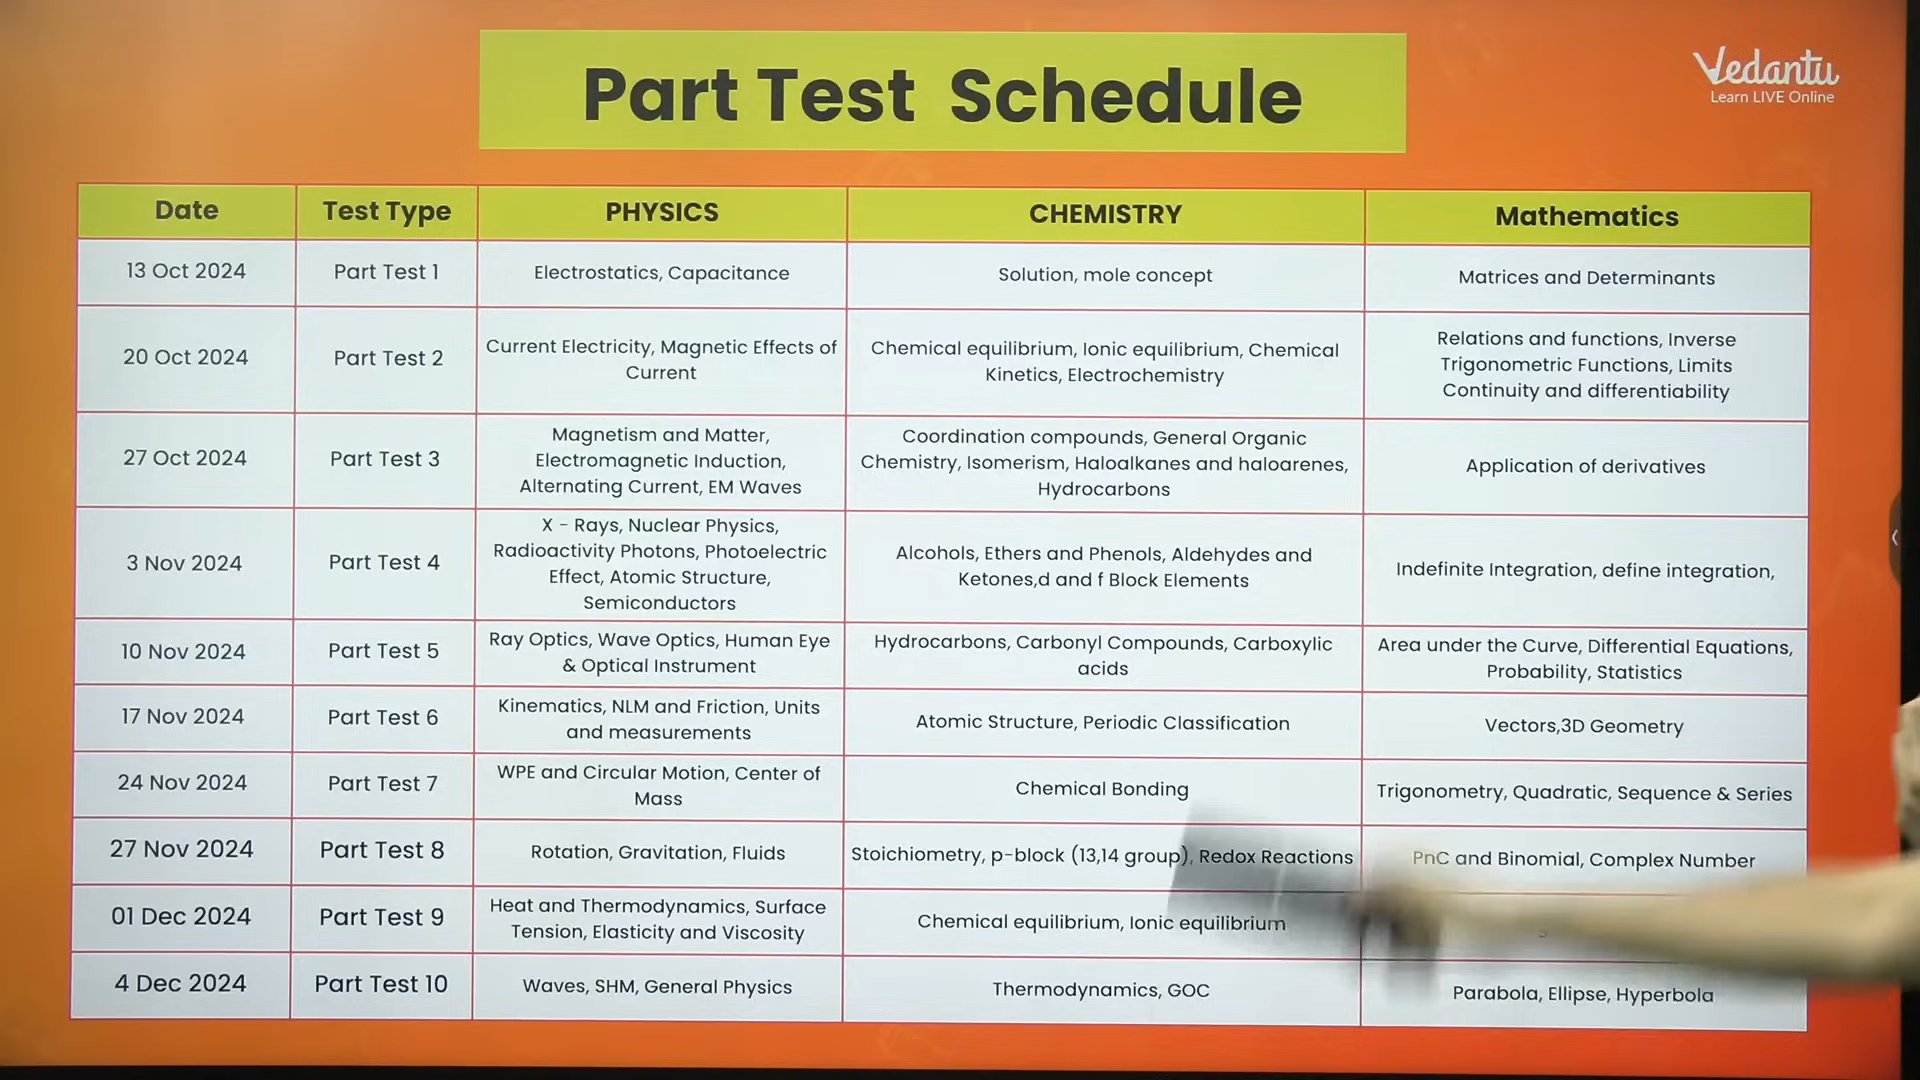 Part Test Schedule
Vedantu
Learn LIVE Online
Date
Test Type
PHYSICS
CHEMISTRY
Mathematics
13 Oct 2024
Part Test 1
Electrostatics, Capacitance
Solution, mole concept
Matrices and Determinants
20 Oct 2024
Part Test 2
Current Electricity, Magnetic Effects of
Current
Chemical equilibrium, Ionic equilibrium, Chemical
Kinetics, Electrochemistry
Relations and functions, Inverse
Trigonometric Functions, Limits
Continuity and differentiability
27 Oct 2024
Part Test 3
Magnetism and Matter,
Electromagnetic Induction,
Alternating Current, EM Waves
Coordination compounds, General Organic
Chemistry, Isomerism, Haloalkanes and haloarenes,
Hydrocarbons
Application of derivatives
3 Nov 2024
Part Test 4
X - Rays, Nuclear Physics,
Radioactivity Photons, Photoelectric
Effect, Atomic Structure,
Semiconductors
Alcohols, Ethers and Phenols, Aldehydes and
Ketones,d and f Block Elements
Indefinite Integration, define integration,
10 Nov 2024
Part Test 5
Ray Optics, Wave Optics, Human Eye
& Optical Instrument
Hydrocarbons, Carbonyl Compounds, Carboxylic
acids
Area under the Curve, Differential Equations,
Probability, Statistics
17 Nov 2024
Part Test 6
Kinematics, NLM and Friction, Units
and measurements
Atomic Structure, Periodic Classification
Vectors,3D Geometry
24 Nov 2024
Part Test 7
WPE and Circular Motion, Center of
Mass
Chemical Bonding
Trigonometry, Quadratic, Sequence & Series
27 Nov 2024
Part Test 8
Rotation, Gravitation, Fluids
Stoichiometry, p-block (13,14 group), Redox Reactions
PnC and Binomial, Complex Number
01 Dec 2024
Part Test 9
Heat and Thermodynamics, Surface
Tension, Elasticity and Viscosity
Chemical equilibrium, Ionic equilibrium
4 Dec 2024
Part Test 10
Waves, SHM, General Physics
Thermodynamics, GOC
Parabola, Ellipse, Hyperbola